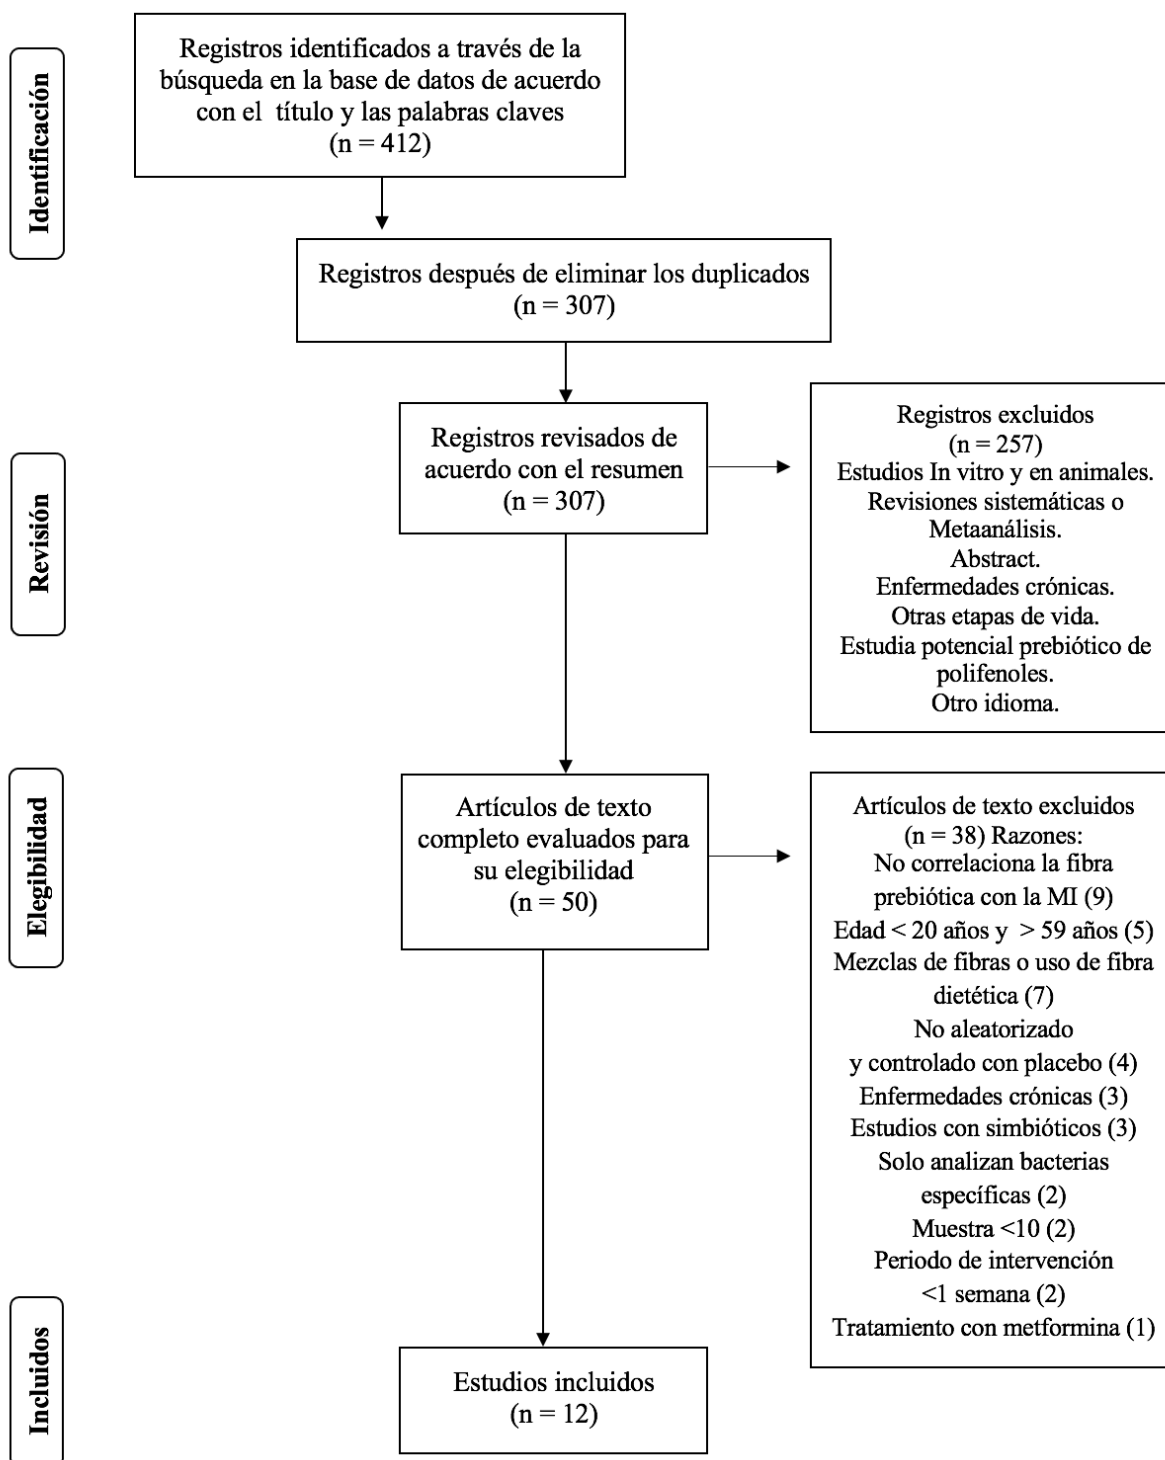 Identificación
Registros identificados a través de la
búsqueda en la base de datos de acuerdo
con el título y las palabras claves
(n = 412)
Registros después de eliminar los duplicados
(n = 307)
Revisión
Registros revisados de
acuerdo con el resumen
(n = 307)
Registros excluidos
(n = 257)
Estudios In vitro y en animales.
Revisiones sistemáticas o
Metaanálisis.
Abstract.
Enfermedades crónicas.
Otras etapas de vida.
Estudia potencial prebiótico de
polifenoles.
Otro idioma.
Elegibilidad
Artículos de texto
completo evaluados para
su elegibilidad
(n = 50)
Artículos de texto excluidos
(n = 38) Razones:
No correlaciona la fibra
prebiótica con la MI (9)
Edad < 20 años y > 59 años (5)
Mezclas de fibras o uso de fibra
dietética (7)
No aleatorizado
y controlado con placebo (4)
Enfermedades crónicas (3)
Estudios con simbióticos (3)
Solo analizan bacterias
específicas (2)
Muestra <10 (2)
Periodo de intervención
<1 semana (2)
Tratamiento con metformina (1)
Incluidos
Estudios incluidos
(n = 12)